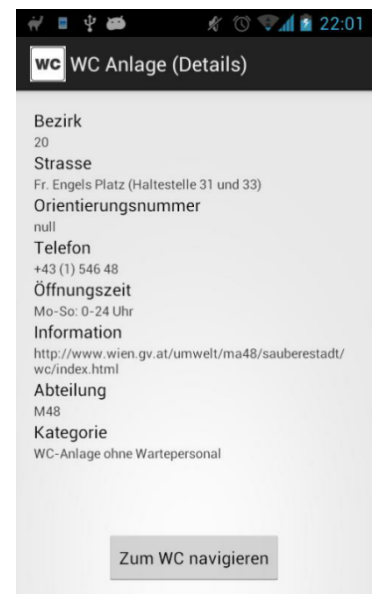 22:01
WC WC Anlage (Details)
Bezirk
20
Strasse
Fr. Engels Platz (Haltestelle 31 und 33)
Orientierungsnummer
null
Telefon
+43 (1) 546 48
Öffnungszeit
Mo-So: 0-24 Uhr
Information
http://www.wien.gv.at/umwelt/ma48/sauberestadt/
wc/index.html
Abteilung
M48
Kategorie
WC-Anlage ohne Wartepersonal
Zum WC navigieren